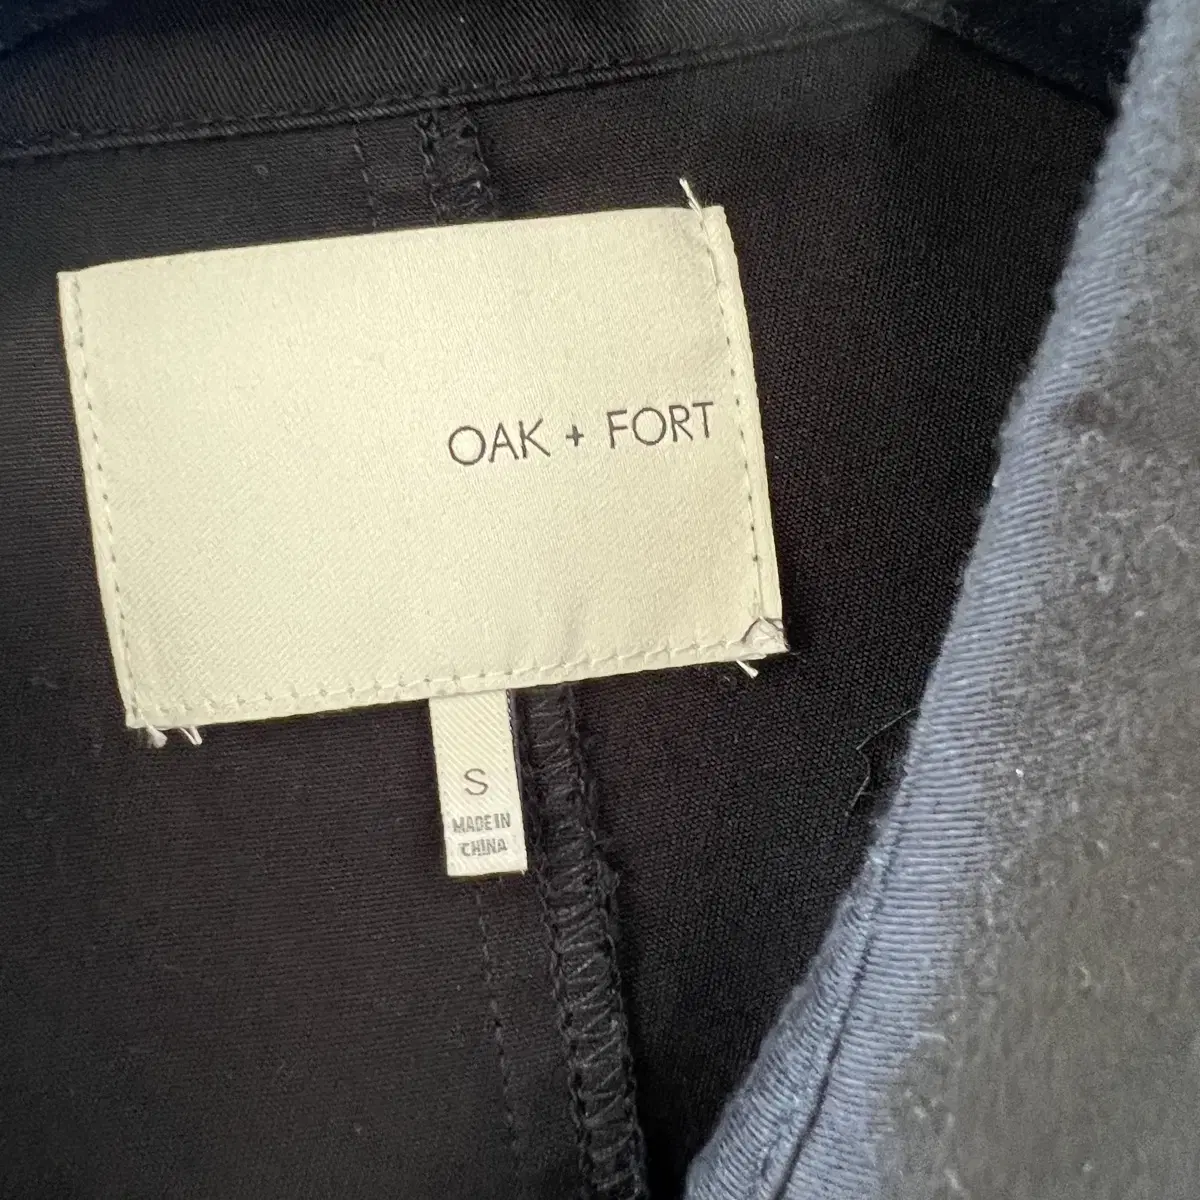 OAK + FORT
S
MADE IN
CHINA